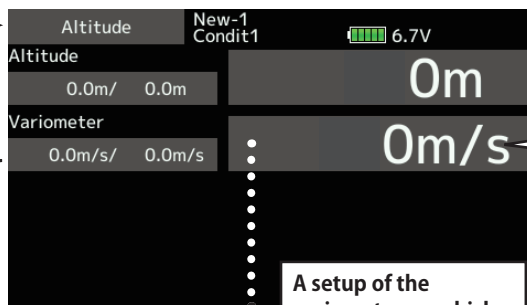 Altitude
New-1
Condit1
6.7V
Altitude
0.0m/ 0.0m
0m
Variometer
0.0m/s/ 0.0m/s
0m/s
A setup of the